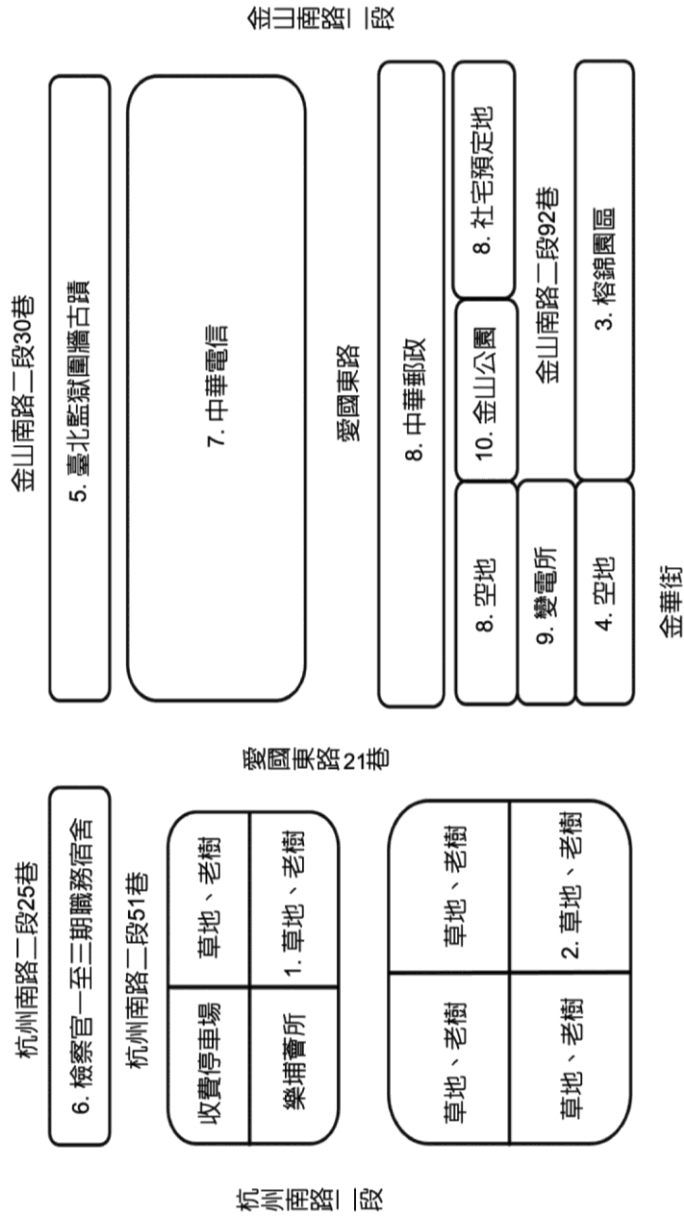 金山南路二段30巷
5. 臺北監獄圍牆古蹟
7. 中華電信
愛國東路
8. 中華郵政
8. 空地
10. 金山公園
8. 社宅預定地
9. 變電所
金山南路二段92巷
4. 空地
3. 榕錦園區
金華街
金山南路二段
愛國東路21巷
杭州南路二段25巷
6. 檢察官一至三期職務宿舍
杭州南路二段51巷
收費停車場
草地、老樹
樂埔薈所
1. 草地、老樹
草地、老樹
草地、老樹
草地、老樹
2. 草地、老樹
杭州南路二段